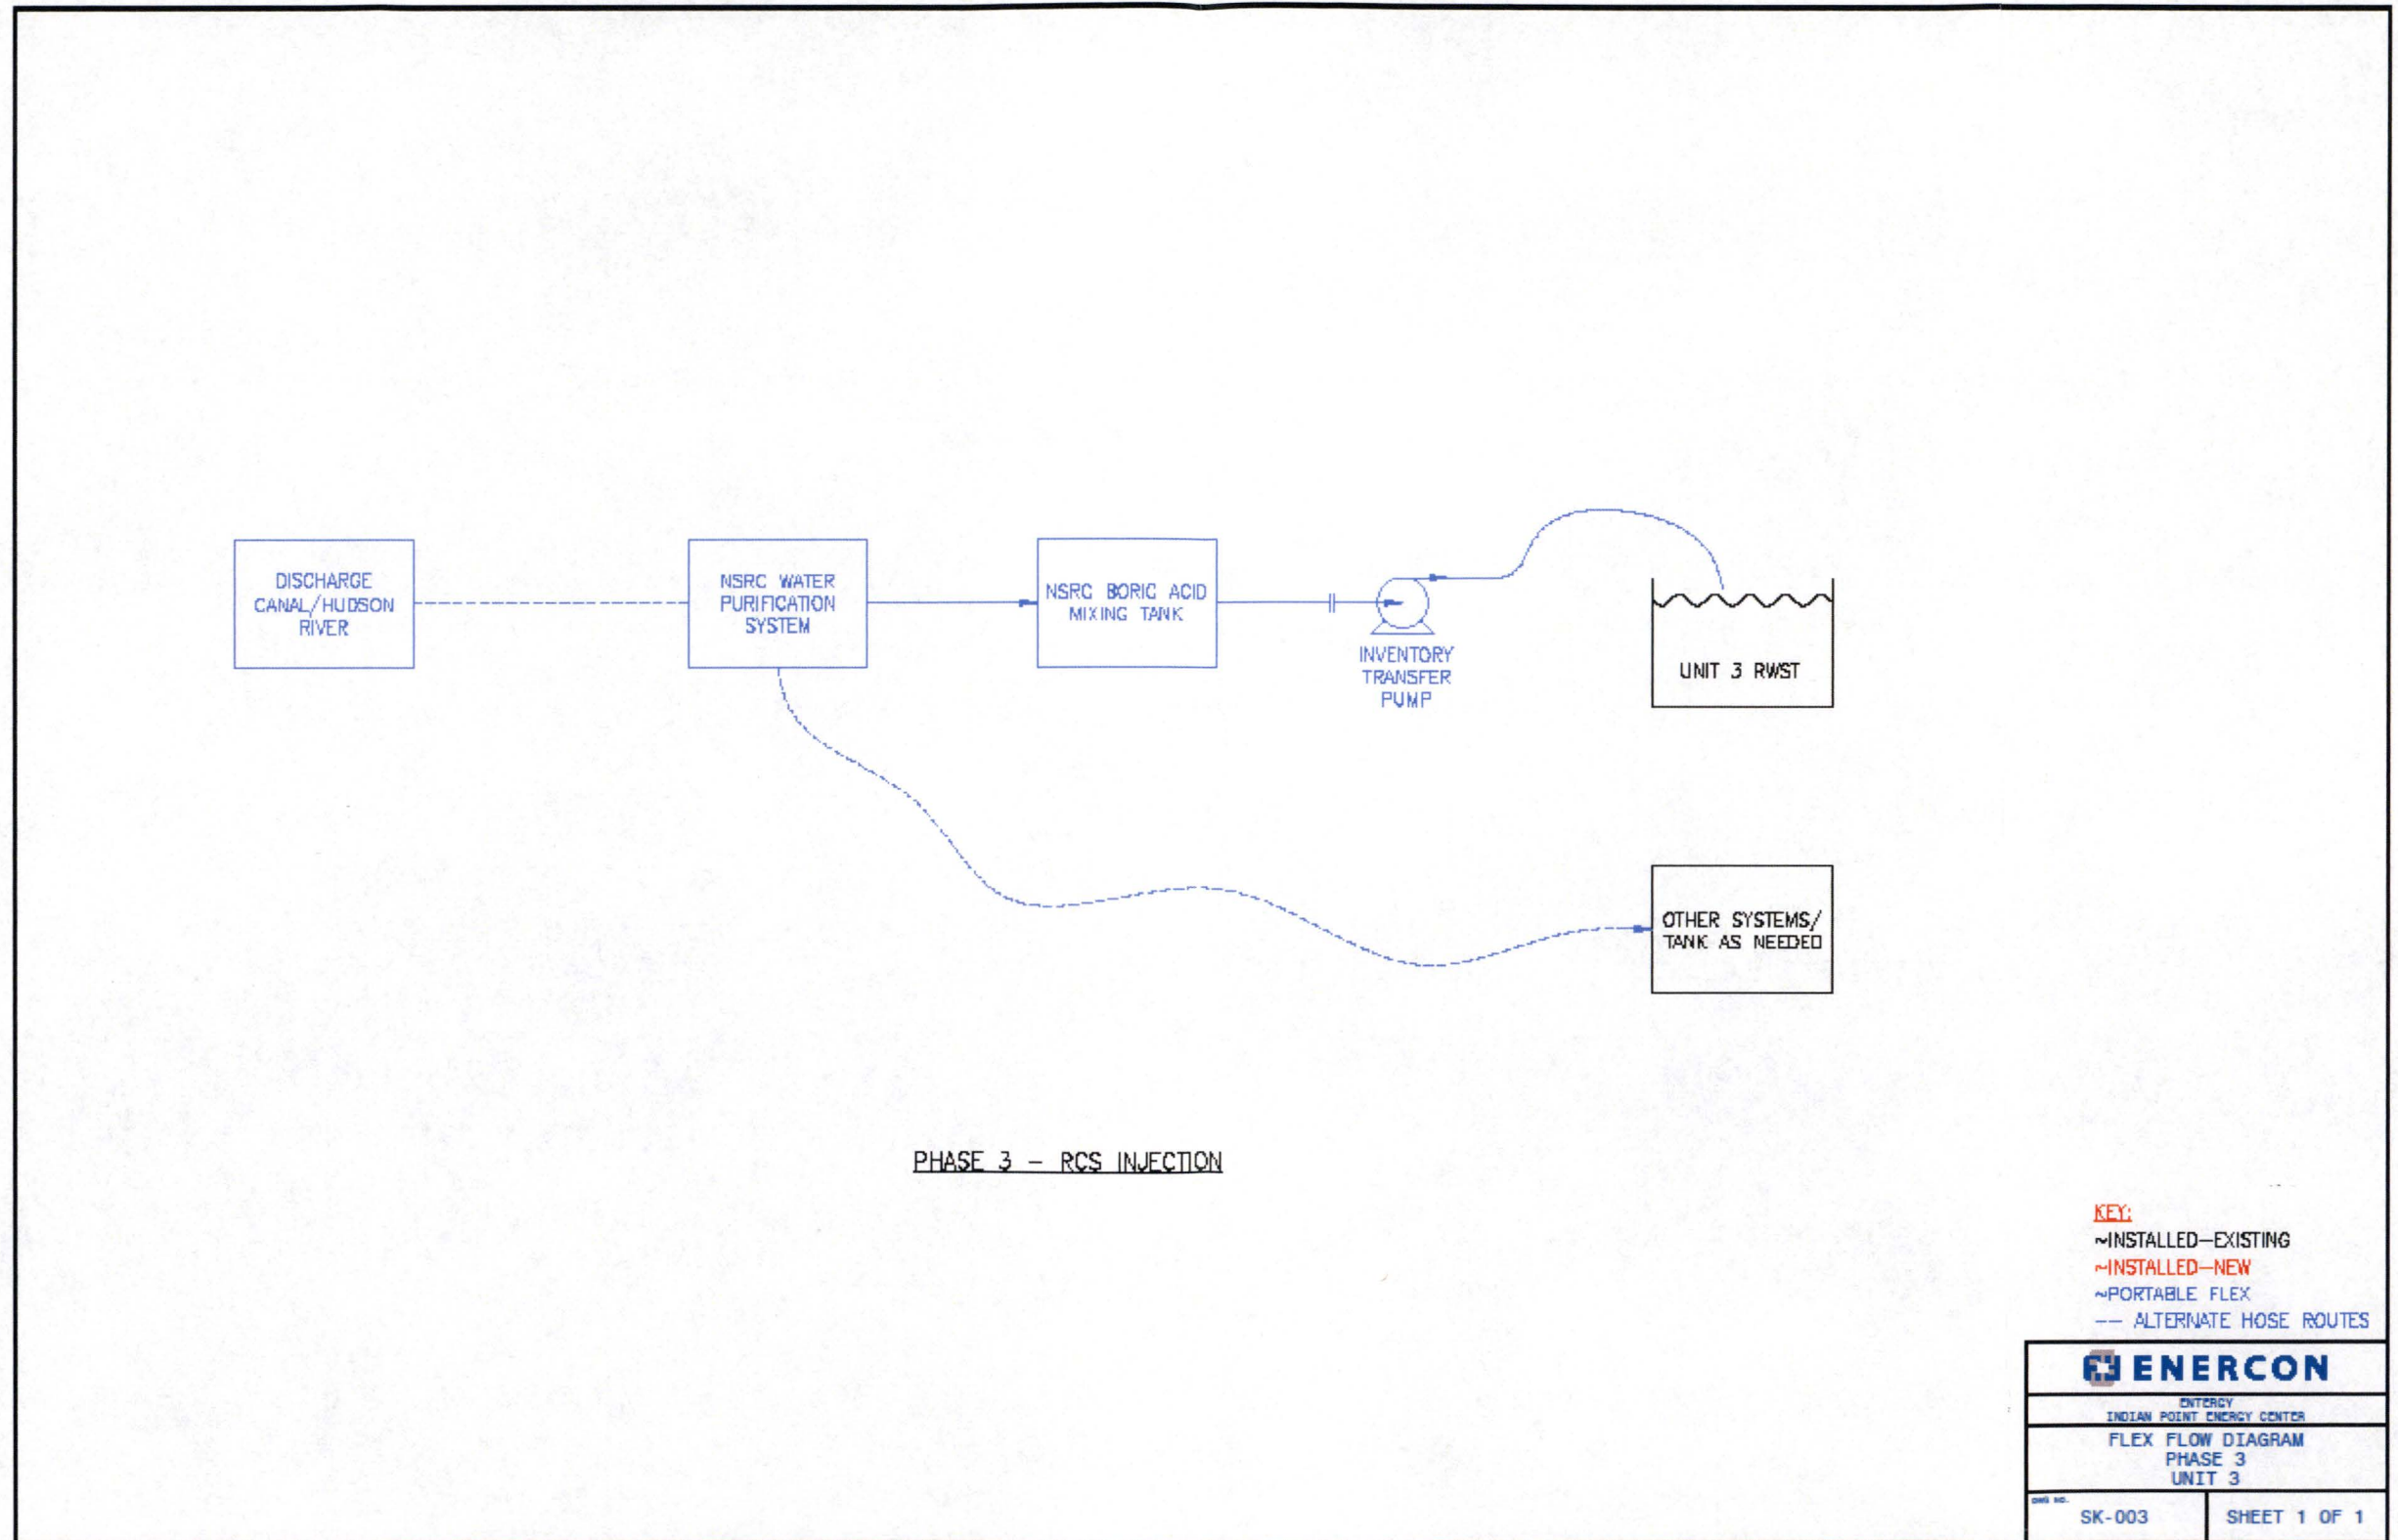 DISCHARGE
CANAL/HUDSON
RIVER
NSRC WATER
PURIFICATION
SYSTEM
NSRC BORIC ACID
MIXING TANK
INVENTORY
TRANSFER
PUMP
UNIT 3 RWST
OTHER SYSTEMS/
TANK AS NEEDED
PHASE 3 – RCS INJECTION
KEY:
~INSTALLED–EXISTING
~INSTALLED–NEW
~PORTABLE FLEX
–– ALTERNATE HOSE ROUTES
ENERCON
ENTERGY
INDIAN POINT ENERGY CENTER
FLEX FLOW DIAGRAM
PHASE 3
UNIT 3
DWG NO.
SK-003
SHEET 1 OF 1